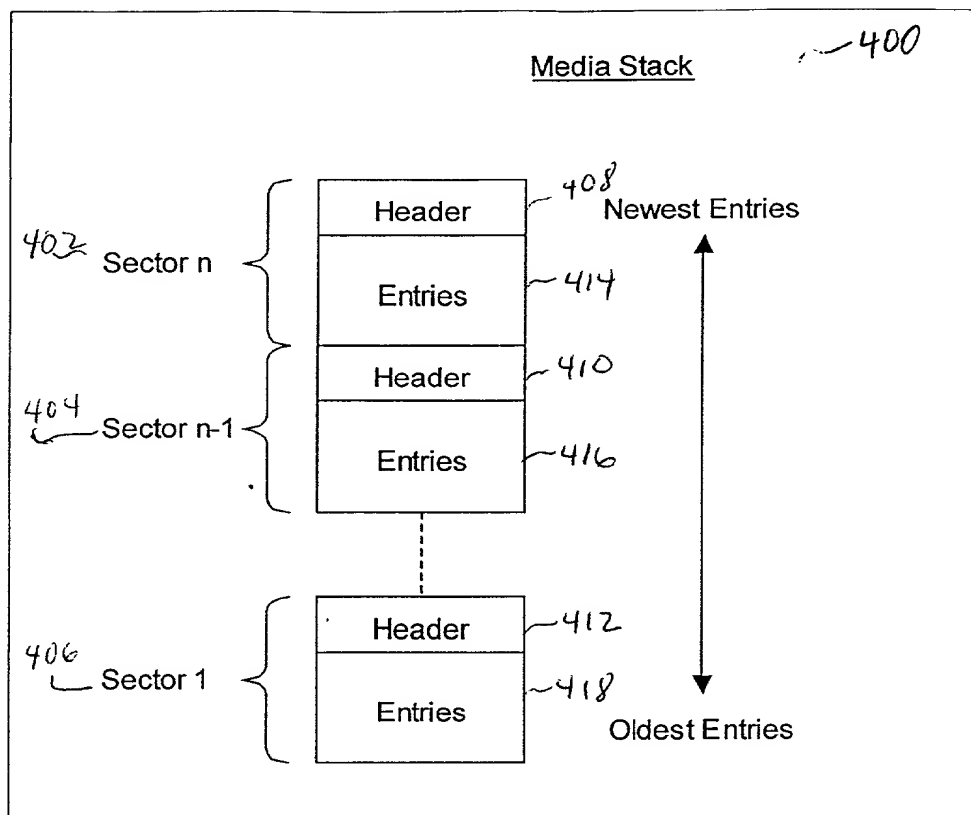 Media Stack 400
Header 408 Newest Entries
402 Sector n
Entries 414
Header 410
404 Sector n-1
Entries 416
Header 412
406 Sector 1
Entries 418
Oldest Entries